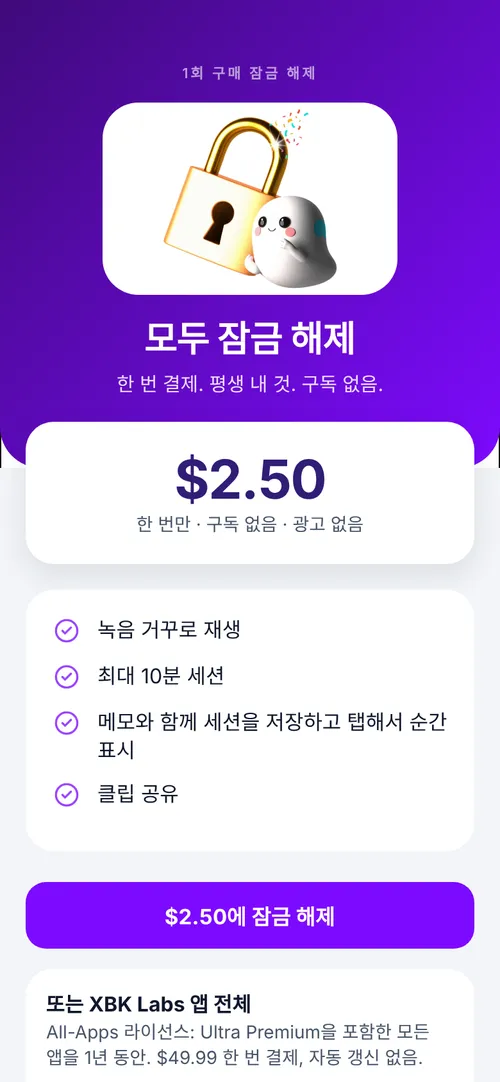 1회 구매 잠금 해제
모두 잠금 해제
한 번 결제. 평생 내 것. 구독 없음.
$2.50
한 번만 · 구독 없음 · 광고 없음
녹음 거꾸로 재생
최대 10분 세션
메모와 함께 세션을 저장하고 탭해서 순간
표시
클립 공유
$2.50에 잠금 해제
또는 XBK Labs 앱 전체
All-Apps 라이선스: Ultra Premium을 포함한 모든
앱을 1년 동안. $49.99 한 번 결제, 자동 갱신 없음.